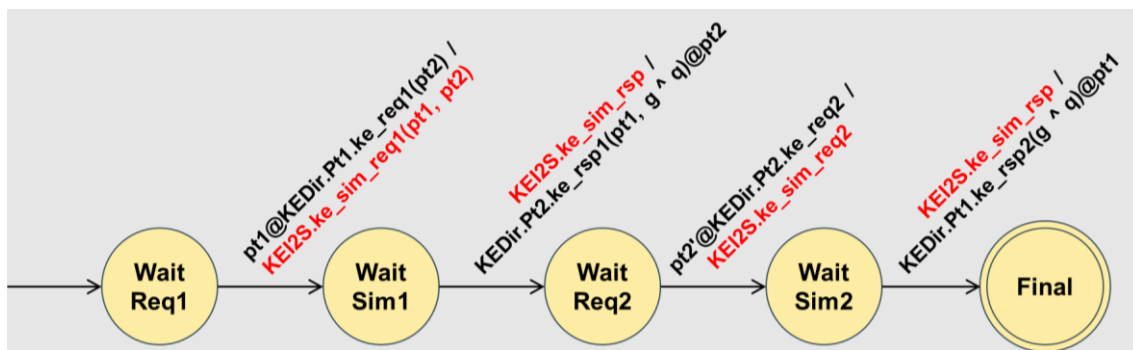 pt1@KEDir.Pt1.ke_req1(pt2) /
KEI2S.ke_sim_req1(pt1, pt2)
KEI2S.ke_sim_rsp /
KEDir.Pt2.ke_rsp1(pt1, g ^ q)@pt2
pt2'@KEDir.Pt2.ke_req2 /
KEI2S.ke_sim_req2
KEI2S.ke_sim_rsp /
KEDir.Pt1.ke_rsp2(g ^ q)@pt1
Wait
Req1
Wait
Sim1
Wait
Req2
Wait
Sim2
Final